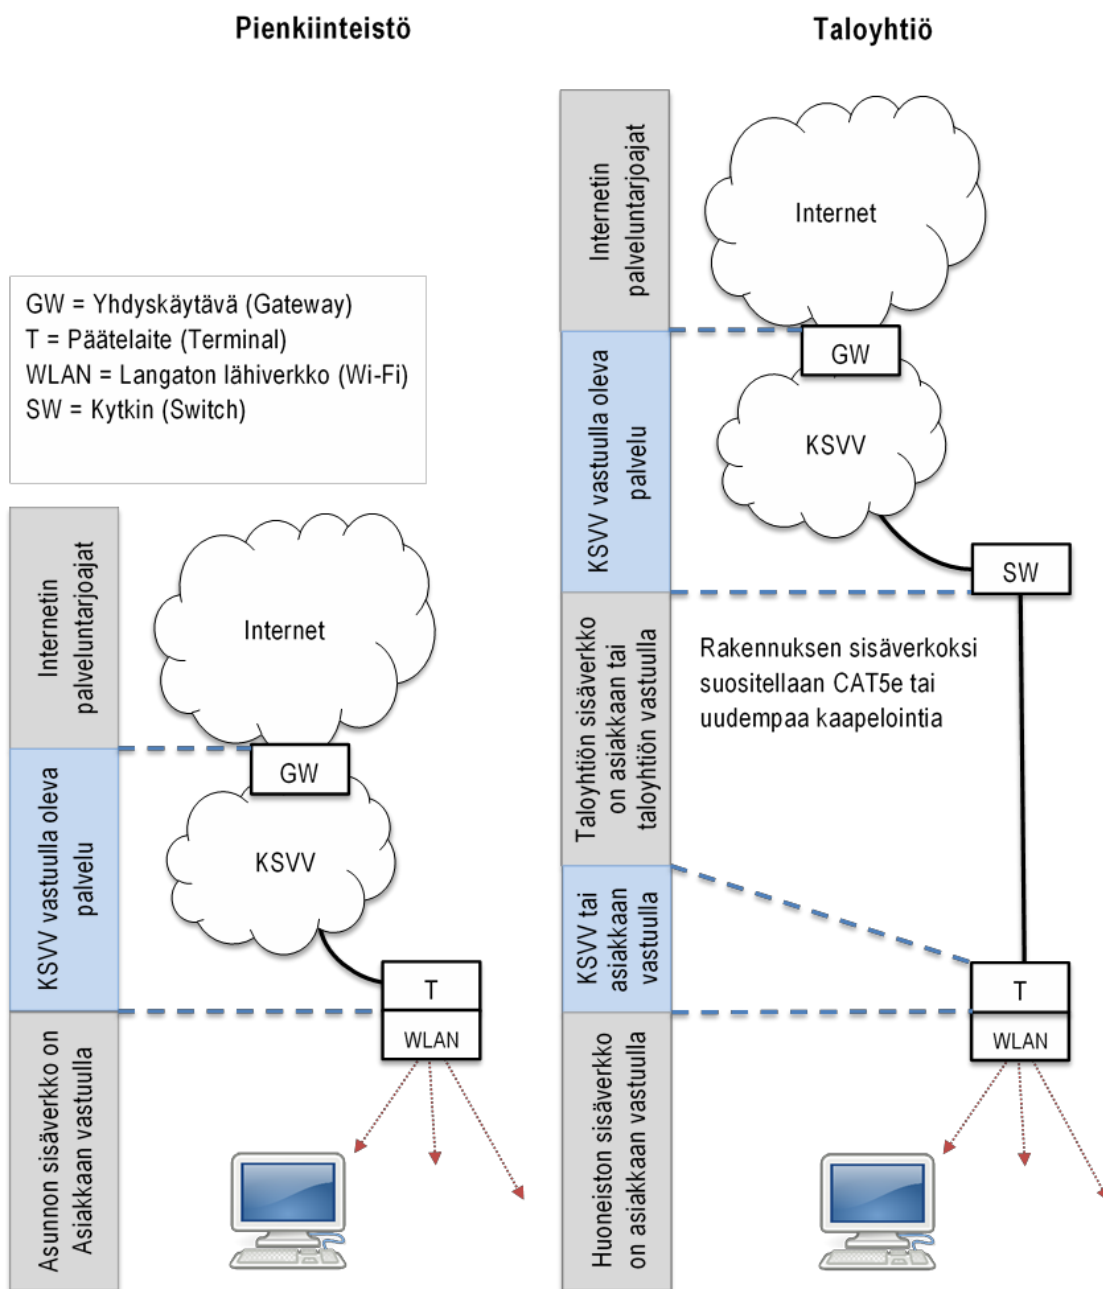 Pienkiinteistö
GW = Yhdyskäytävä (Gateway)
T = Päätelaite (Terminal)
WLAN = Langaton lähiverkko (Wi-Fi)
SW = Kytkin (Switch)
Internetin
palveluntarjoajat
Internet
KSVV vastuulla oleva
palvelu
GW
KSVV
T
WLAN
Asunnon sisäverkko on
Asiakkaan vastuulla
Taloyhtiö
Internetin
palveluntarjoajat
Internet
KSVV vastuulla oleva
palvelu
GW
KSVV
SW
Taloyhtiön sisäverkko
on asiakkaan tai
taloyhtiön vastuulla
Rakennuksen sisäverkoksi
suositellaan CAT5e tai
uudempaa kaapelointia
KSVV tai
asiakkaan
vastuulla
T
WLAN
Huoneiston sisäverkko
on asiakkaan vastuulla